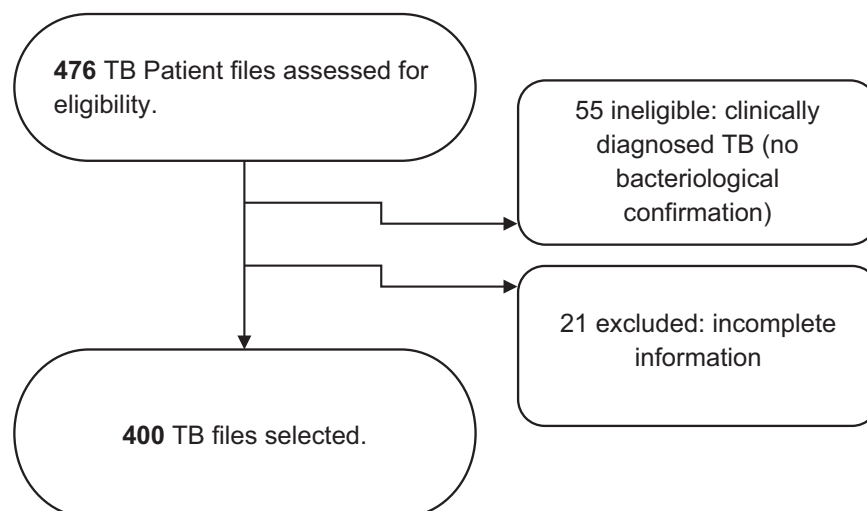 476 TB Patient files assessed for
eligibility.
55 ineligible: clinically
diagnosed TB (no
bacteriological
confirmation)
21 excluded: incomplete
information
400 TB files selected.